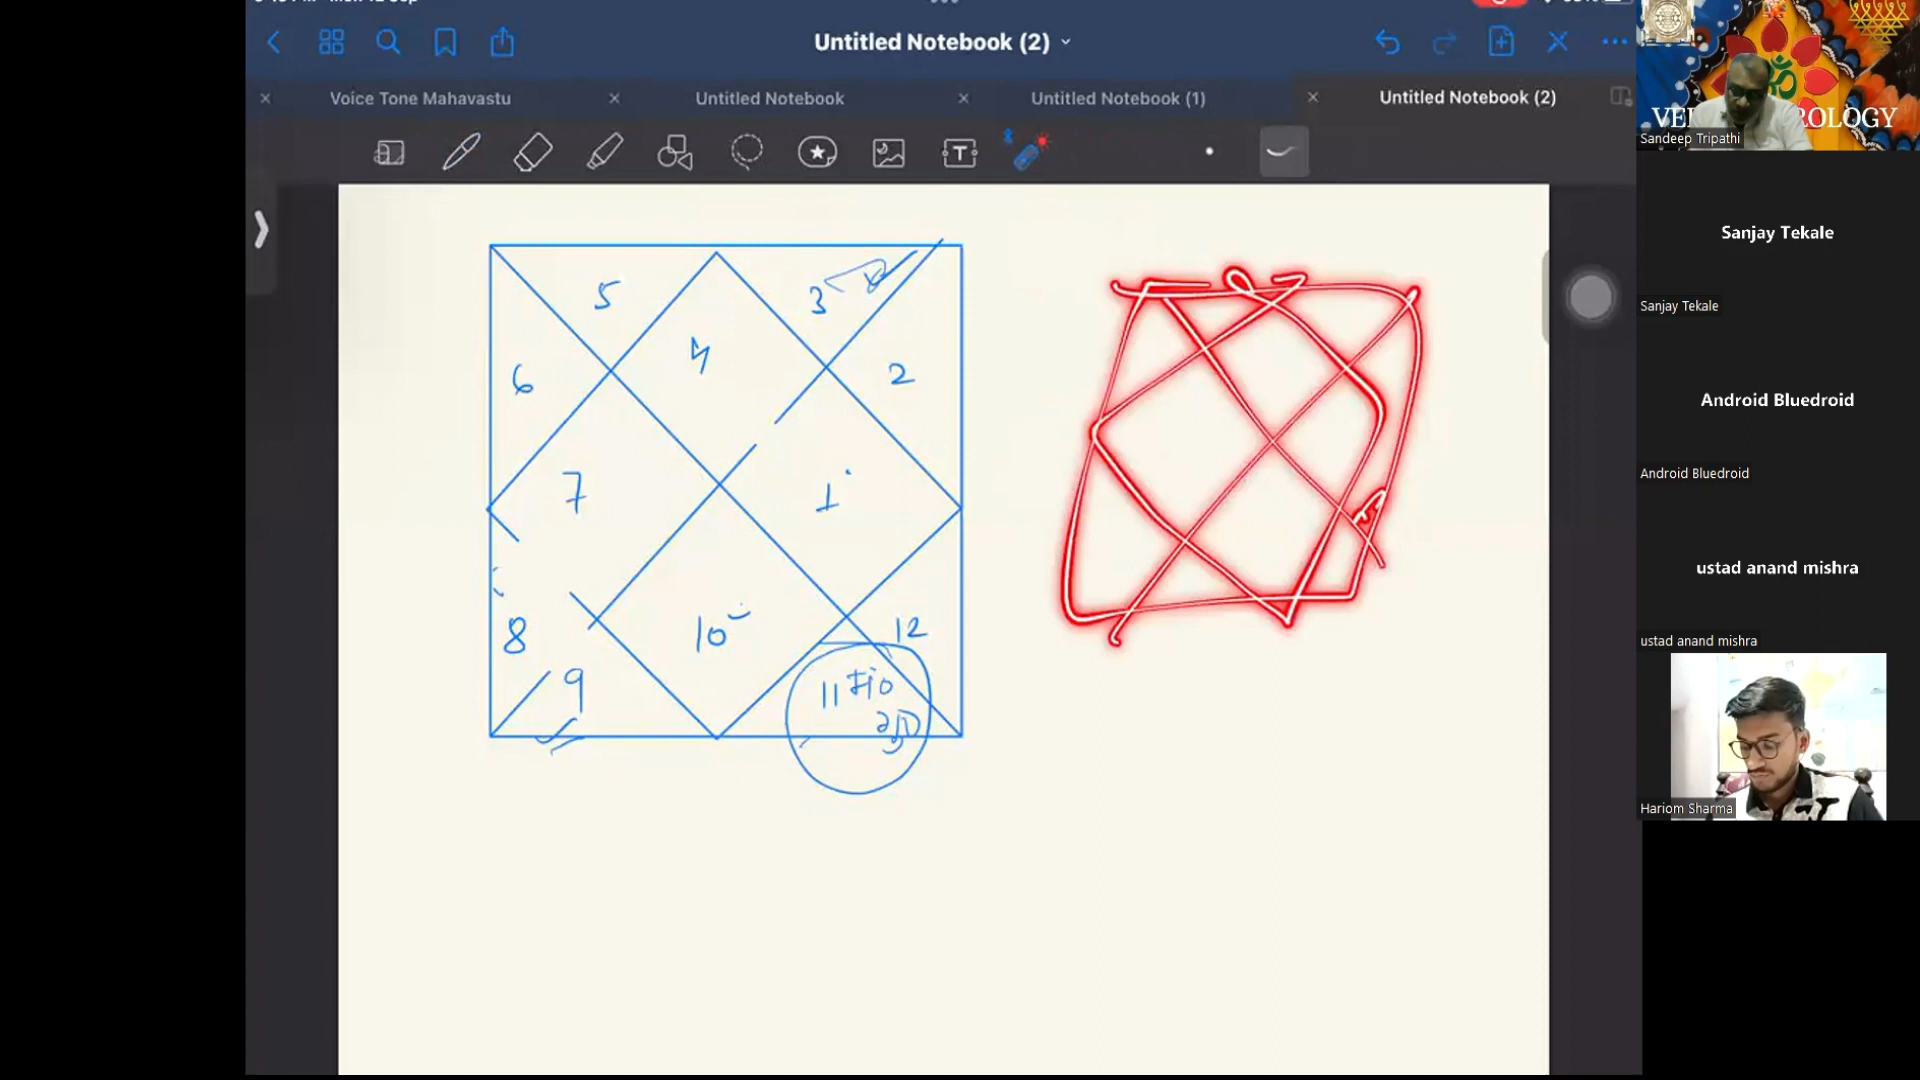 Untitled Notebook (2)
Voice Tone Mahavastu
Untitled Notebook
Untitled Notebook (1)
Untitled Notebook (2)
T
5
3
4
6
2
7
1
10
12
8
9
11
Sandeep Tripathi
Sanjay Tekale
Sanjay Tekale
Android Bluedroid
Android Bluedroid
ustad anand mishra
ustad anand mishra
Hariom Sharma